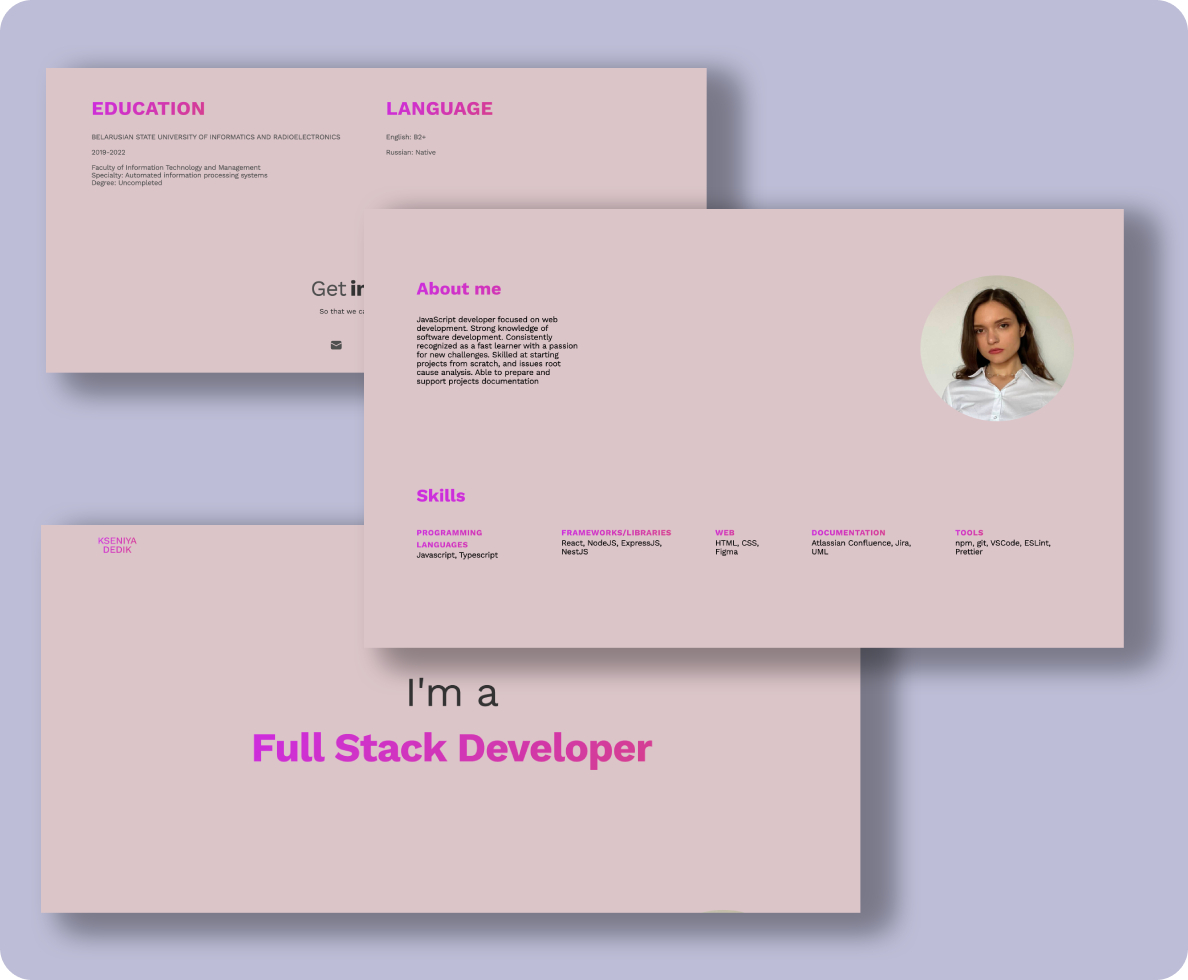 EDUCATION
BELARUSIAN STATE UNIVERSITY OF INFORMATICS AND RADIOELECTRONICS
2019-2022
Faculty of Information Technology and Management
Specialty: Automated information processing systems
Degree: Uncompleted
LANGUAGE
English: B2+
Russian: Native
Get
So that we
About me
JavaScript developer focused on web
development. Strong knowledge of
software development. Consistently
recognized as a fast learner with a passion
for new challenges. Skilled at starting
projects from scratch, and issues root
cause analysis. Able to prepare and
support projects documentation
Skills
PROGRAMMING
LANGUAGES
Javascript, Typescript
FRAMEWORKS/LIBRARIES
React, NodeJS, ExpressJS,
NestJS
WEB
HTML, CSS,
Figma
DOCUMENTATION
Atlassian Confluence, Jira,
UML
TOOLS
npm, git, VSCode, ESLint,
Prettier
KSENIYA
DEDIK
I'm a
Full Stack Developer